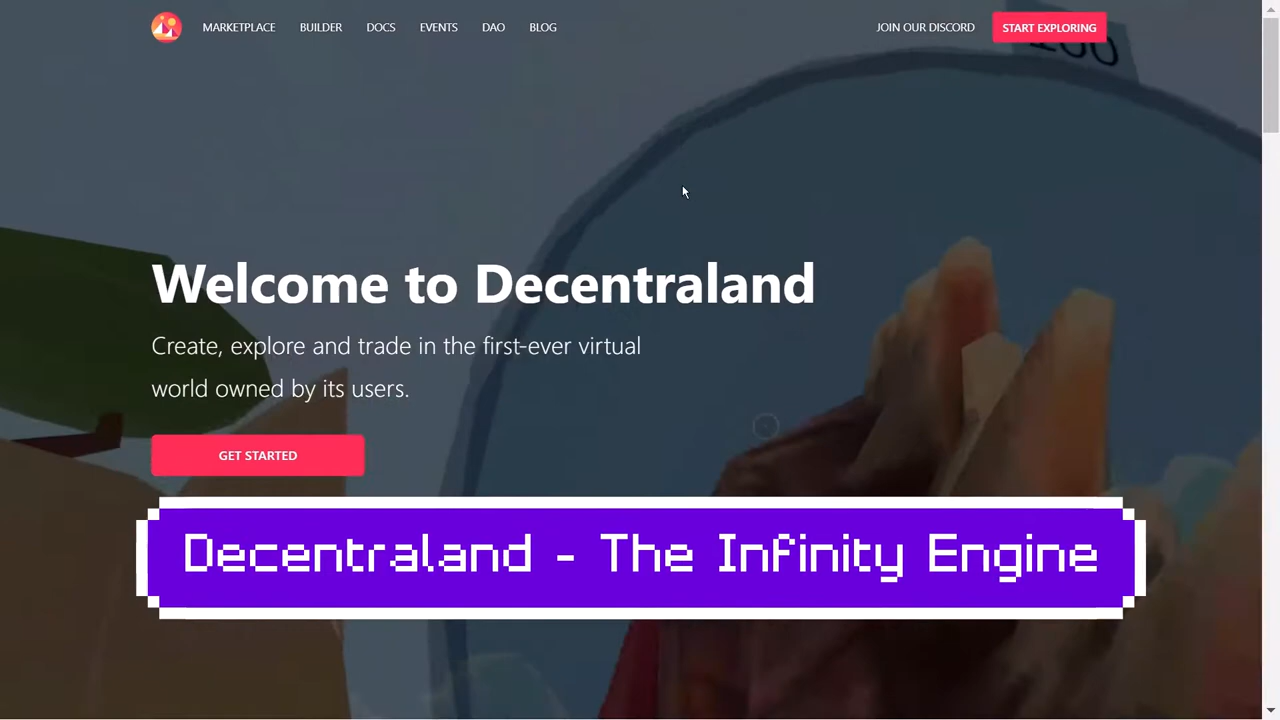 MARKETPLACE BUILDER DOCS EVENTS DAO BLOG JOIN OUR DISCORD START EXPLORING
Welcome to Decentraland
Create, explore and trade in the first-ever virtual
world owned by its users.
GET STARTED
Decentraland - The Infinity Engine